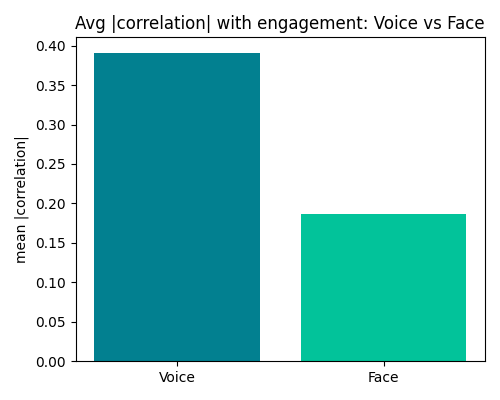 Avg |correlation| with engagement: Voice vs Face
mean |correlation|
0.40
0.35
0.30
0.25
0.20
0.15
0.10
0.05
0.00
Voice
Face